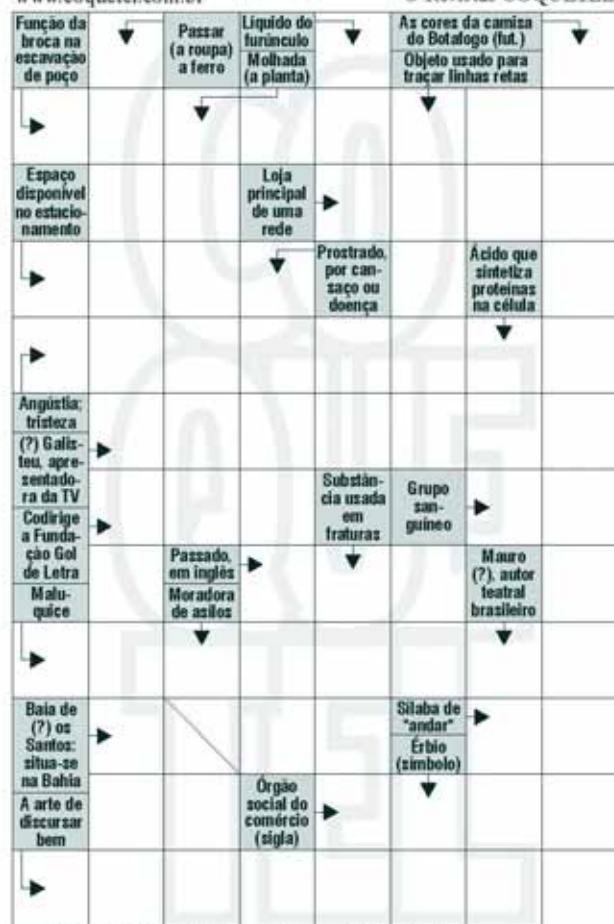 www.coquetel.com.br
Função da
broca na
escavação
de poço
Passar
(a roupa)
a ferro
Líquido do
furúnculo
Molhada
(a planta)
As cores da camisa
do Botafogo (fut.)
Objeto usado para
traçar linhas retas
Espaço
disponível
no estacio-
namento
Loja
principal
de uma
rede
Prostrado,
por can-
saço ou
doença
Ácido que
sintetiza
proteínas
na célula
Angústia;
tristeza
(?) Galis-
teu, apre-
sentado-
ra da TV
Codirige
a Funda-
ção Gol
de Letra
Malu-
quice
Substân-
cia usada
em
fraturas
Grupo
san-
guíneo
Passado,
em inglês
Moradora
de asilos
Mauro
(?), autor
teatral
brasileiro
Baía de
(?) os
Santos:
situa-se
na Bahia
A arte de
discursar
bem
Sílaba de
"andar"
Érbio
(símbolo)
Órgão
social do
comércio
(sigla)
COQUETEL